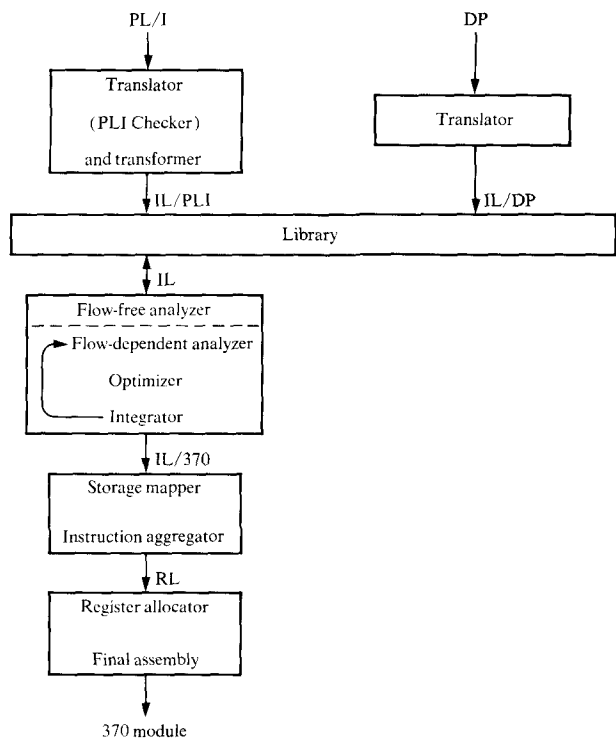 PL/I
DP
Translator
(PLI Checker)
and transformer
Translator
IL/PLI
IL/DP
Library
IL
Flow-free analyzer
Flow-dependent analyzer
Optimizer
Integrator
IL/370
Storage mapper
Instruction aggregator
RL
Register allocator
Final assembly
370 module